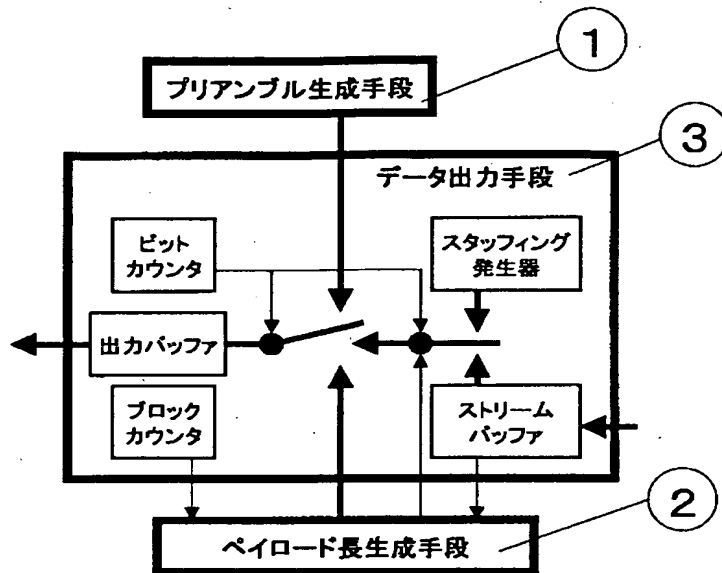 ①
プリアンブル生成手段
③
データ出力手段
ビット
カウンタ
スタッフィング
発生器
出力バッファ
ブロック
カウンタ
ストリーム
バッファ
②
ペイロード長生成手段